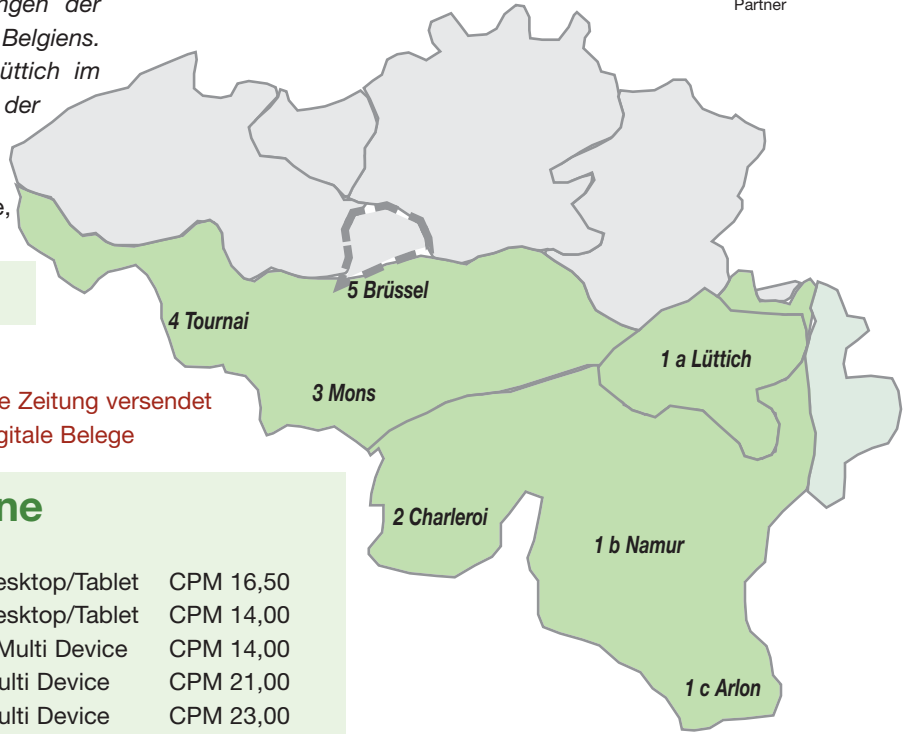 ngen der
Partner
Belgiens.
üttich im
der
e,
5 Brüssel
4 Tournai
1 a Lüttich
3 Mons
e Zeitung versendet
gitale Belege
ne
2 Charleroi
1 b Namur
esktop/Tablet CPM 16,50
esktop/Tablet CPM 14,00
Multi Device CPM 14,00
ulti Device CPM 21,00
ulti Device CPM 23,00
1 c Arlon